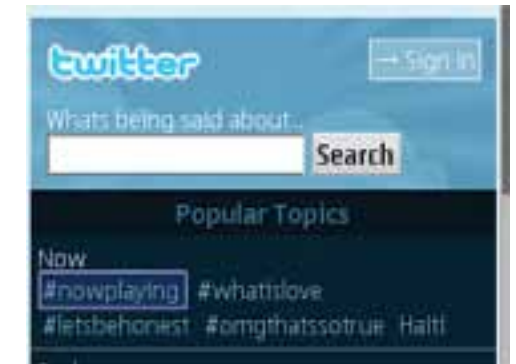 twitter
→ Sign in
Whats being said about...
Search
Popular Topics
Now
#nowplaying #whatislove
#letsbehonest #omgthatssotrue Haiti